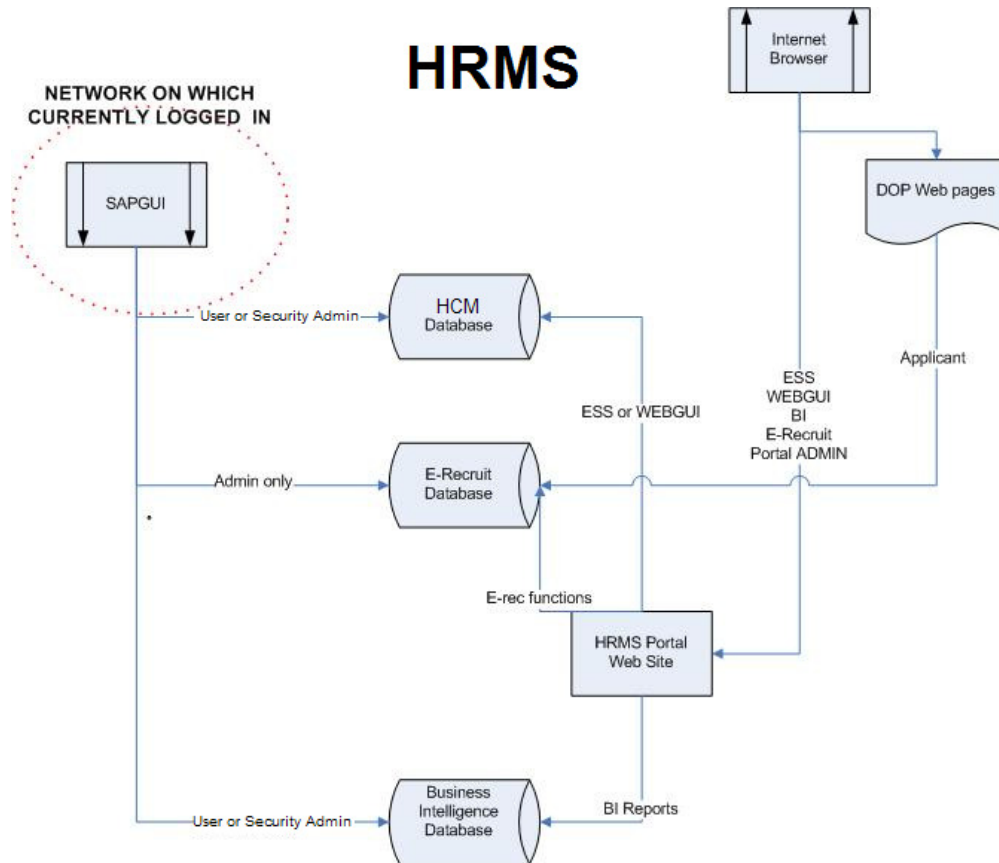 HRMS
Internet
Browser
NETWORK ON WHICH
CURRENTLY LOGGED IN
SAPGUI
DOP Web pages
HCM
Database
User or Security Admin
Applicant
ESS
WEBGUI
BI
E-Recruit
Portal ADMIN
ESS or WEBGUI
E-Recruit
Database
Admin only
E-rec functions
HRMS Portal
Web Site
Business
Intelligence
Database
User or Security Admin
BI Reports